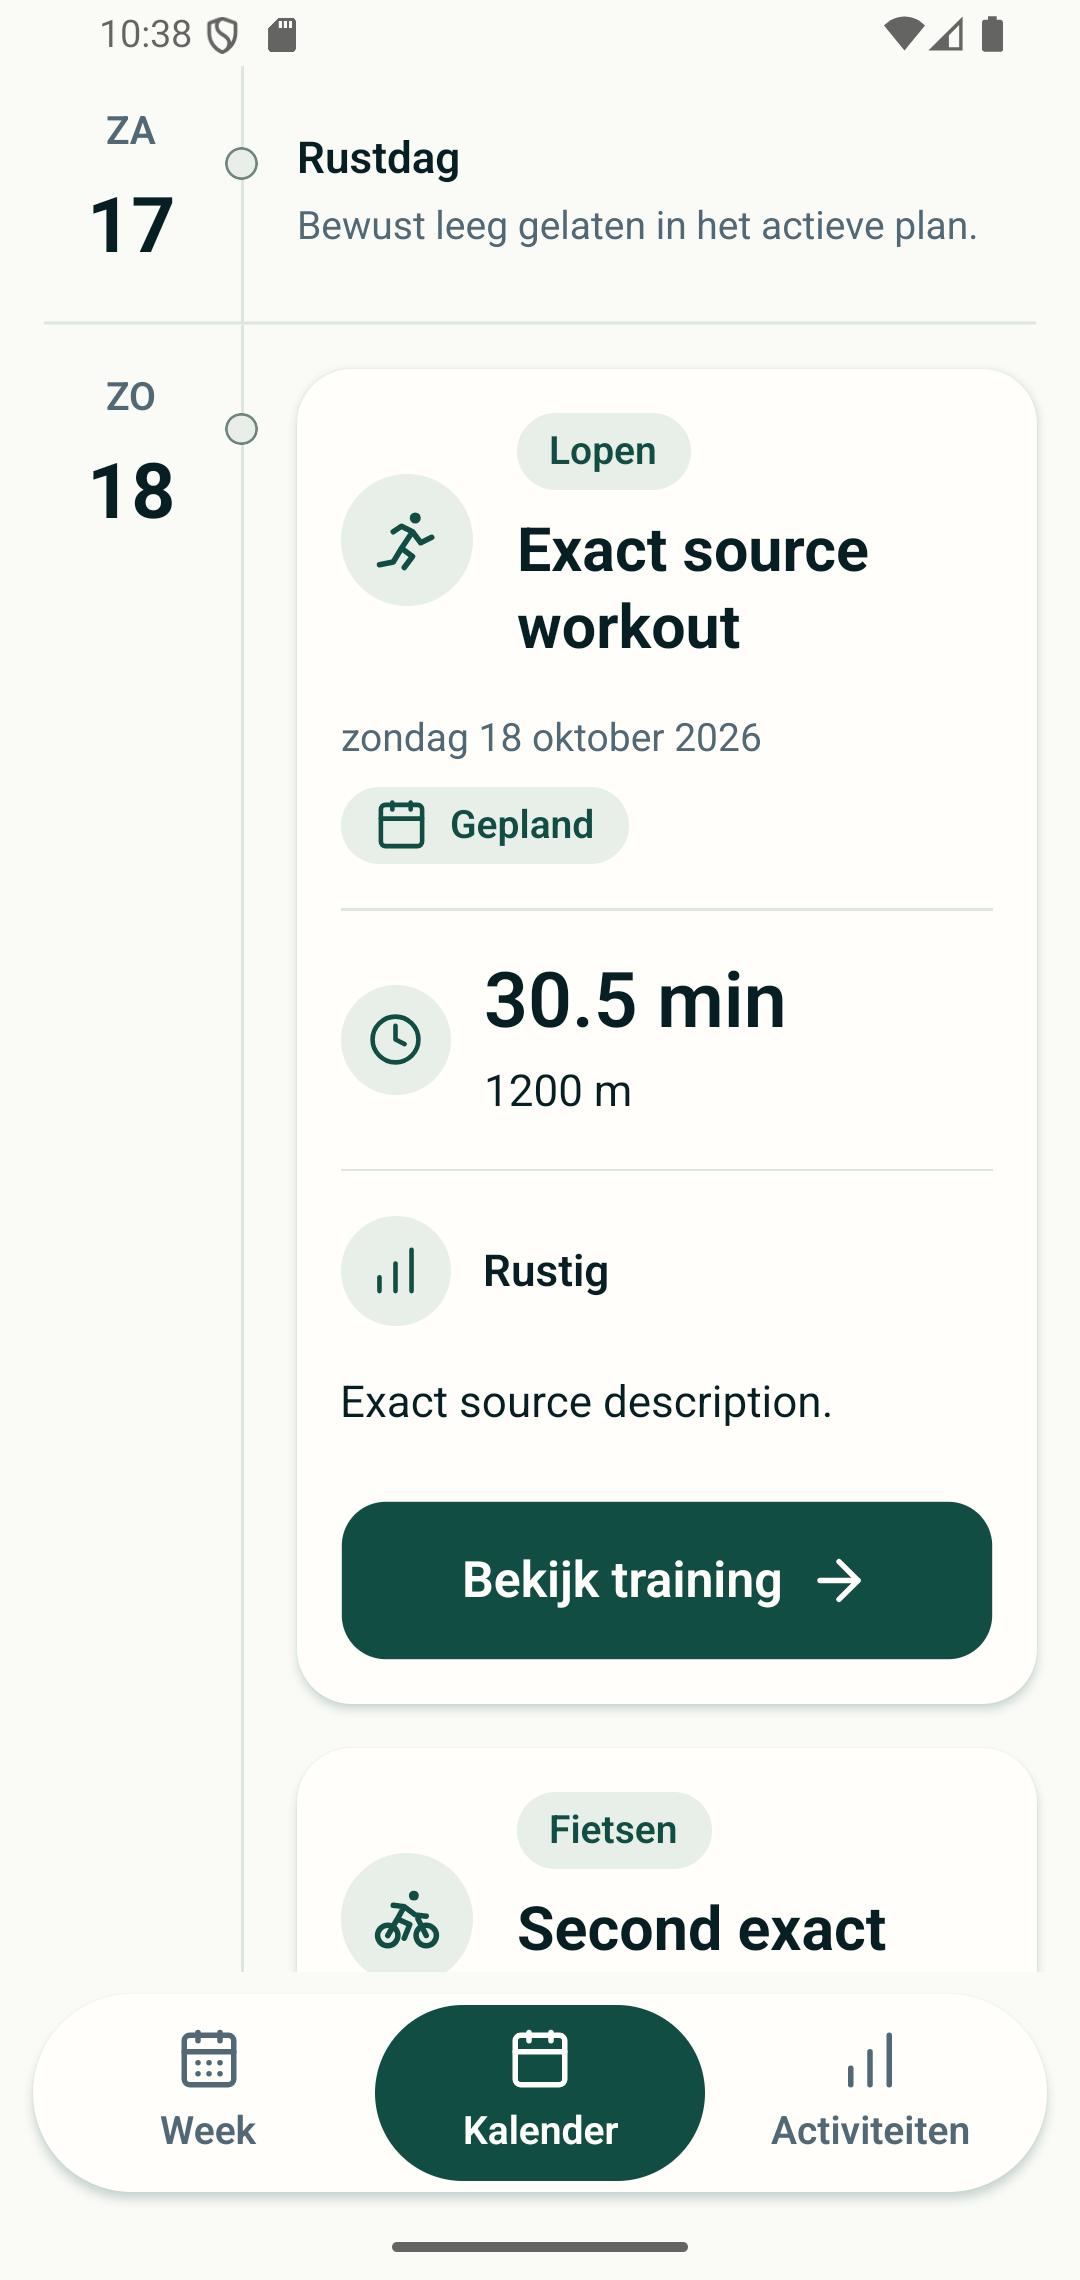 10:38
ZA
17
Rustdag
Bewust leeg gelaten in het actieve plan.
ZO
18
Lopen
Exact source
workout
zondag 18 oktober 2026
Gepland
30.5 min
1200 m
Rustig
Exact source description.
Bekijk training
Fietsen
Second exact
Week
Kalender
Activiteiten